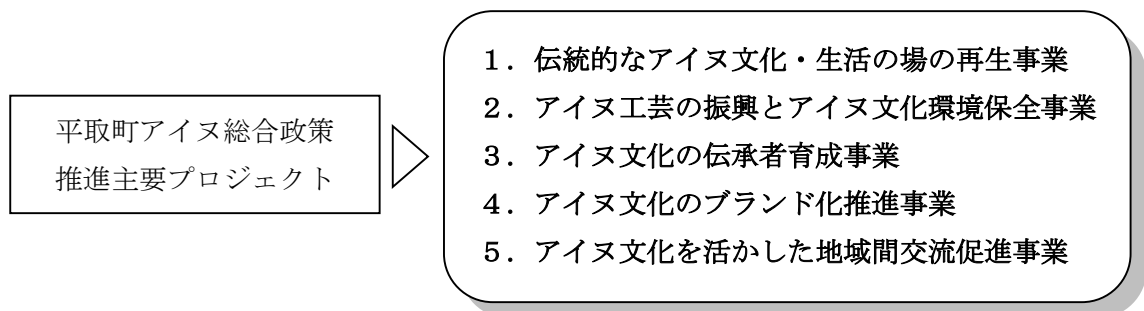 平取町アイヌ総合政策
推進主要プロジェクト
１．伝統的なアイヌ文化・生活の場の再生事業
２．アイヌ工芸の振興とアイヌ文化環境保全事業
３．アイヌ文化の伝承者育成事業
４．アイヌ文化のブランド化推進事業
５．アイヌ文化を活かした地域間交流促進事業